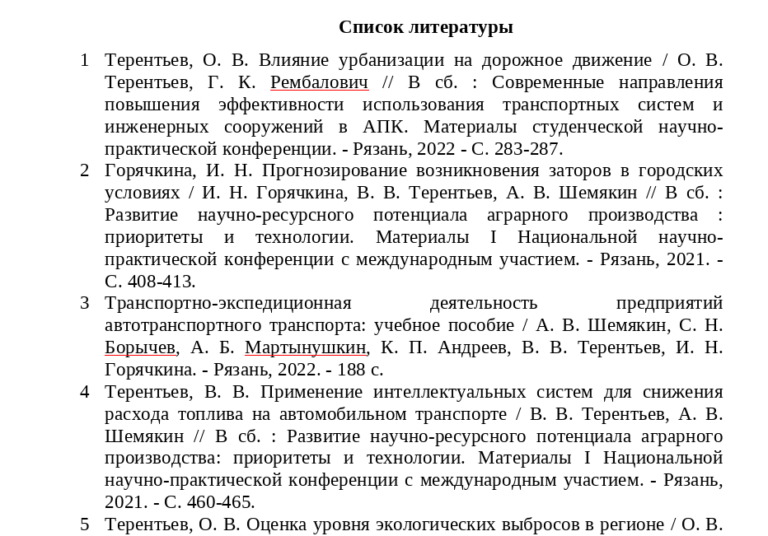 Список литературы
1 Терентьев, О. В. Влияние урбанизации на дорожное движение / О. В.
Терентьев, Г. К. Рембалович // В сб. : Современные направления
повышения эффективности использования транспортных систем и
инженерных сооружений в АПК. Материалы студенческой научно-
практической конференции. - Рязань, 2022 - С. 283-287.
2 Горячкина, И. Н. Прогнозирование возникновения заторов в городских
условиях / И. Н. Горячкина, В. В. Терентьев, А. В. Шемякин // В сб. :
Развитие научно-ресурсного потенциала аграрного производства :
приоритеты и технологии. Материалы I Национальной научно-
практической конференции с международным участием. - Рязань, 2021. -
С. 408-413.
3 Транспортно-экспедиционная деятельность предприятий
автотранспортного транспорта: учебное пособие / А. В. Шемякин, С. Н.
Борычев, А. Б. Мартынушкин, К. П. Андреев, В. В. Терентьев, И. Н.
Горячкина. - Рязань, 2022. - 188 с.
4 Терентьев, В. В. Применение интеллектуальных систем для снижения
расхода топлива на автомобильном транспорте / В. В. Терентьев, А. В.
Шемякин // В сб. : Развитие научно-ресурсного потенциала аграрного
производства: приоритеты и технологии. Материалы I Национальной
научно-практической конференции с международным участием. - Рязань,
2021. - С. 460-465.
5 Терентьев, О. В. Оценка уровня экологических выбросов в регионе / О. В.